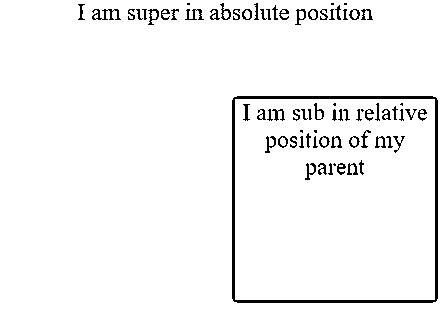 I am super in absolute position
I am sub in relative
position of my
parent